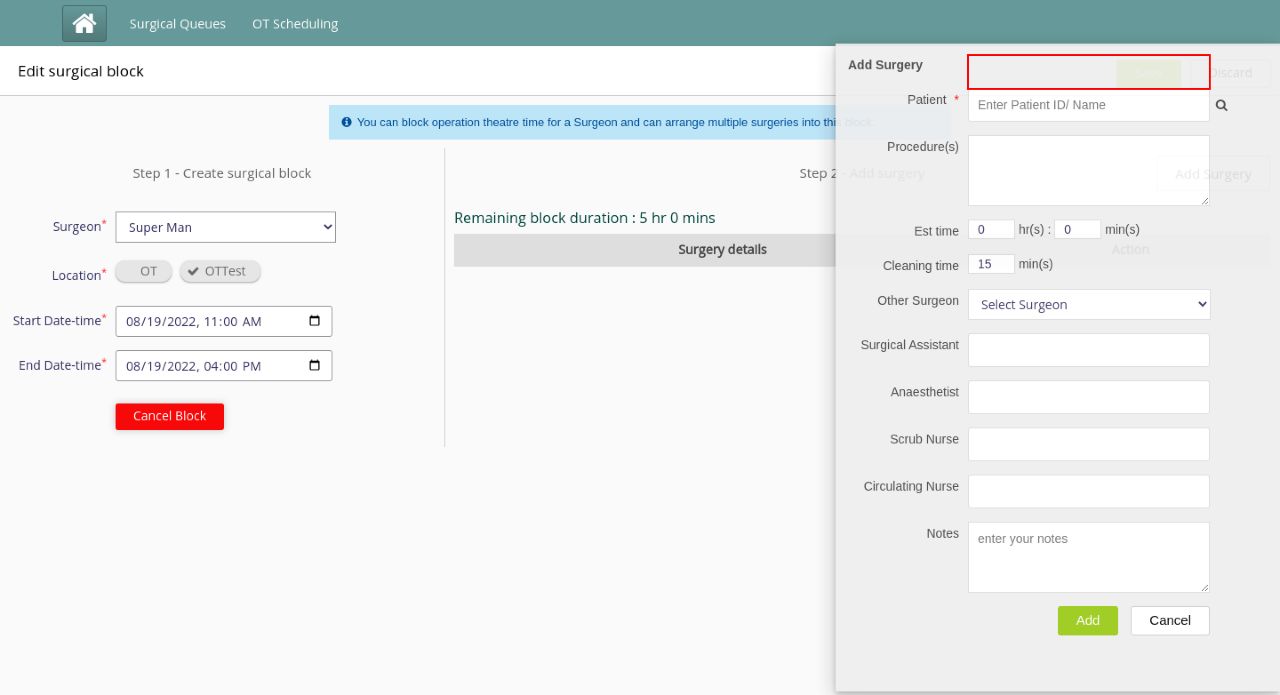 Surgical Queues OT Scheduling
Edit surgical block
Discard
You can block operation theatre time for a Surgeon and can arrange multiple surgeries into this block.
Step 1 - Create surgical block
Surgeon* Super Man
Location* OT OTTest
Start Date-time* 08/19/2022, 11:00 AM
End Date-time* 08/19/2022, 04:00 PM
Cancel Block
Step 2 - Add surgery
Add Surgery
Remaining block duration : 5 hr 0 mins
Surgery details Action
Add Surgery
Patient * Enter Patient ID/ Name
Procedure(s)
Est time 0 hr(s) : 0 min(s)
Cleaning time 15 min(s)
Other Surgeon Select Surgeon
Surgical Assistant
Anaesthetist
Scrub Nurse
Circulating Nurse
Notes enter your notes
Add Cancel